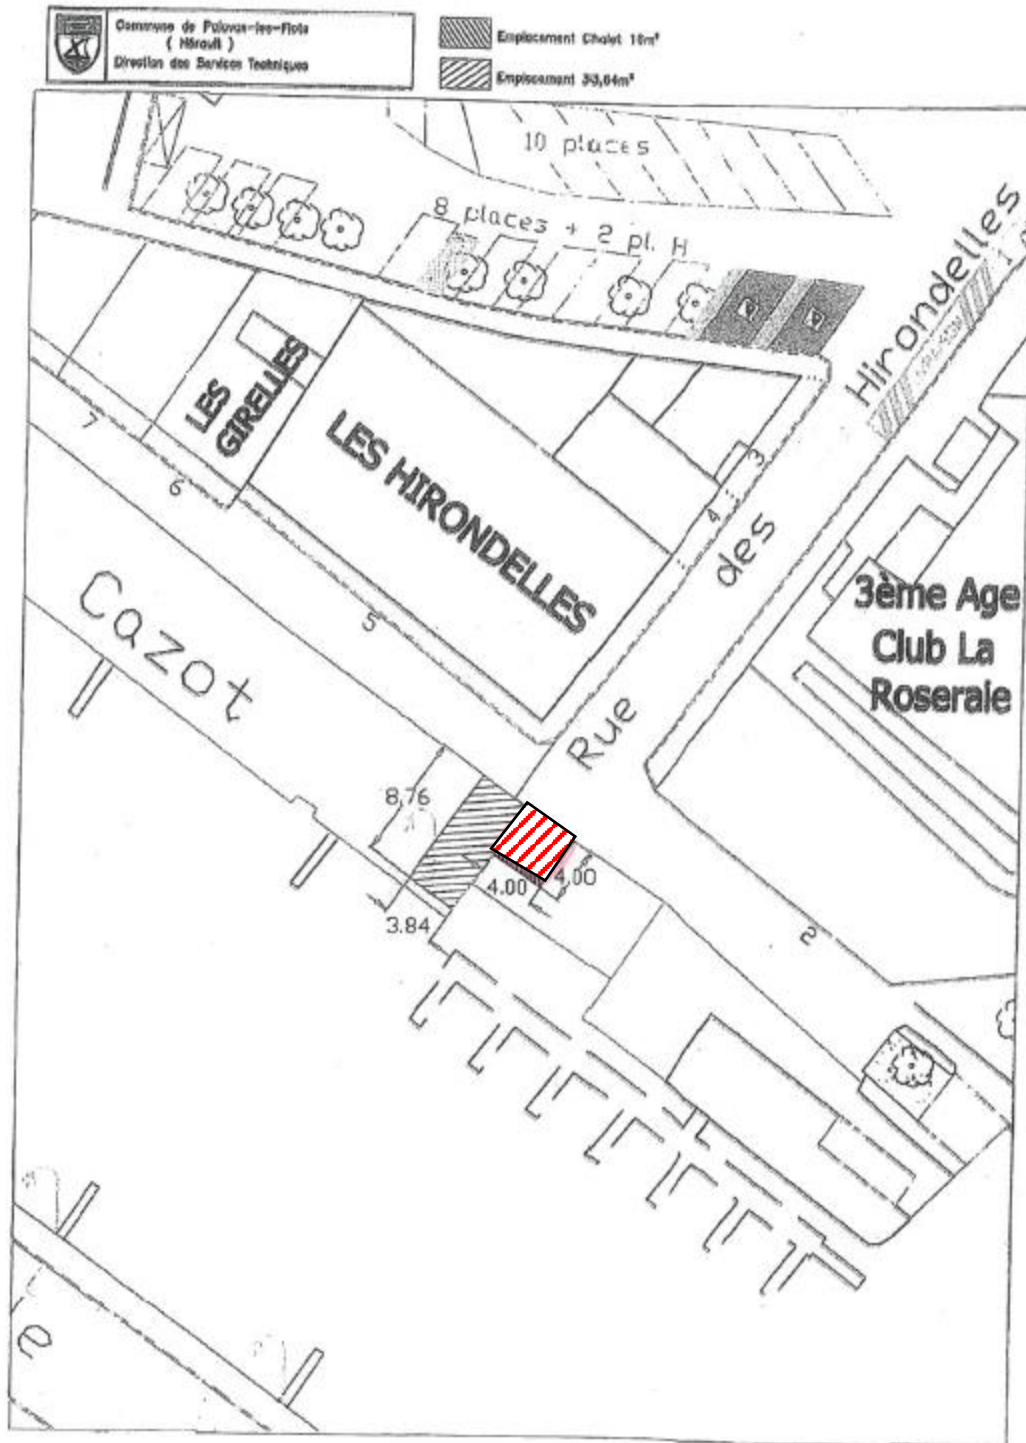 Commune de Palavas-les-Flots
( Hérault )
Direction des Services Techniques
Emplacement Chalet 16m²
Emplacement 33,64m²
10 places
8 places + 2 pl. H
Hirondelles
1
LES
GIRELLES
LES HIRONDELLES
3
4
des
7
6
5
3ème Age
Club La
Roseraie
Cazot
Rue
8,76
4.00
4.00
3.84
2
e